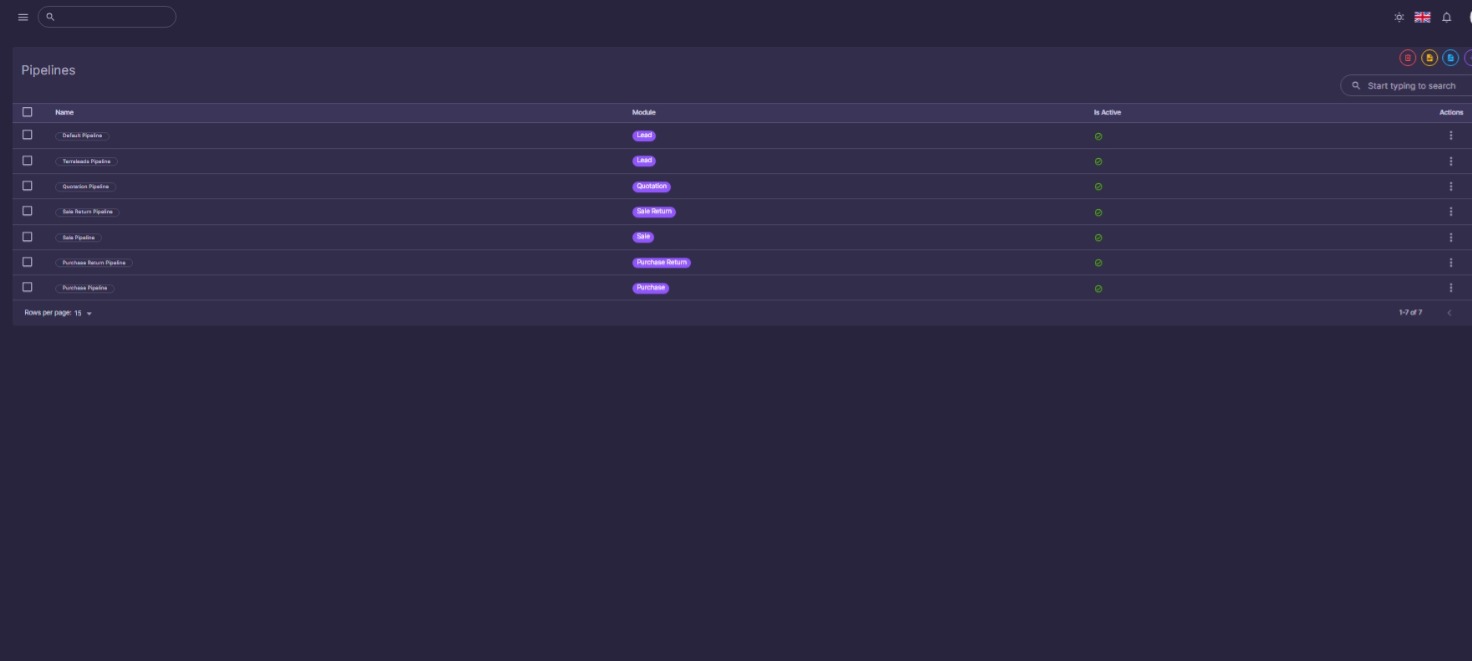 Pipelines
Start typing to search
Name Module Is Active Actions
Default Pipeline Lead
Terraleads Pipeline Lead
Quotation Pipeline Quotation
Sale Return Pipeline Sale Return
Sale Pipeline Sale
Purchase Return Pipeline Purchase Return
Purchase Pipeline Purchase
Rows per page: 15 1-7 of 7